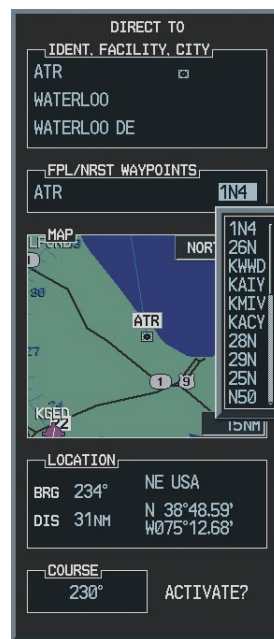 DIRECT TO
IDENT, FACILITY, CITY
ATR
WATERLOO
WATERLOO DE
FPL/NRST WAYPOINTS
ATR
1N4
1N4
26N
KWWD
KAIY
KMIV
KACY
28N
29N
25N
N50
MAP
NOR
ATR
1
9
KGED
15NM
LOCATION
BRG 234°
NE USA
DIS 31NM
N 38°48.59'
W075°12.68'
COURSE
230°
ACTIVATE?